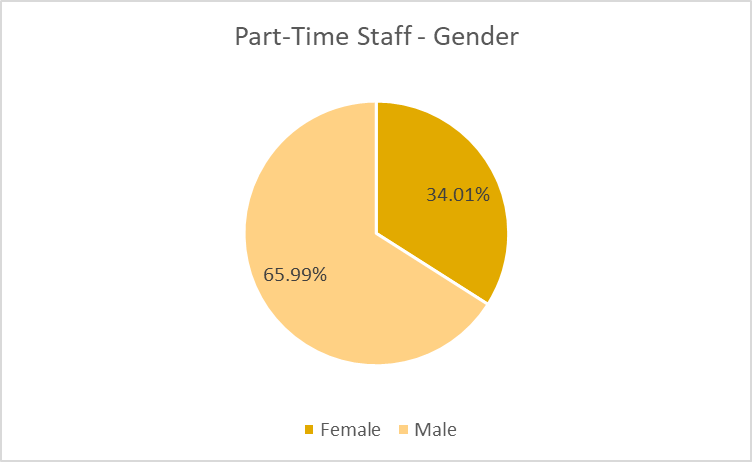 Part-Time Staff - Gender
34.01%
65.99%
Female Male